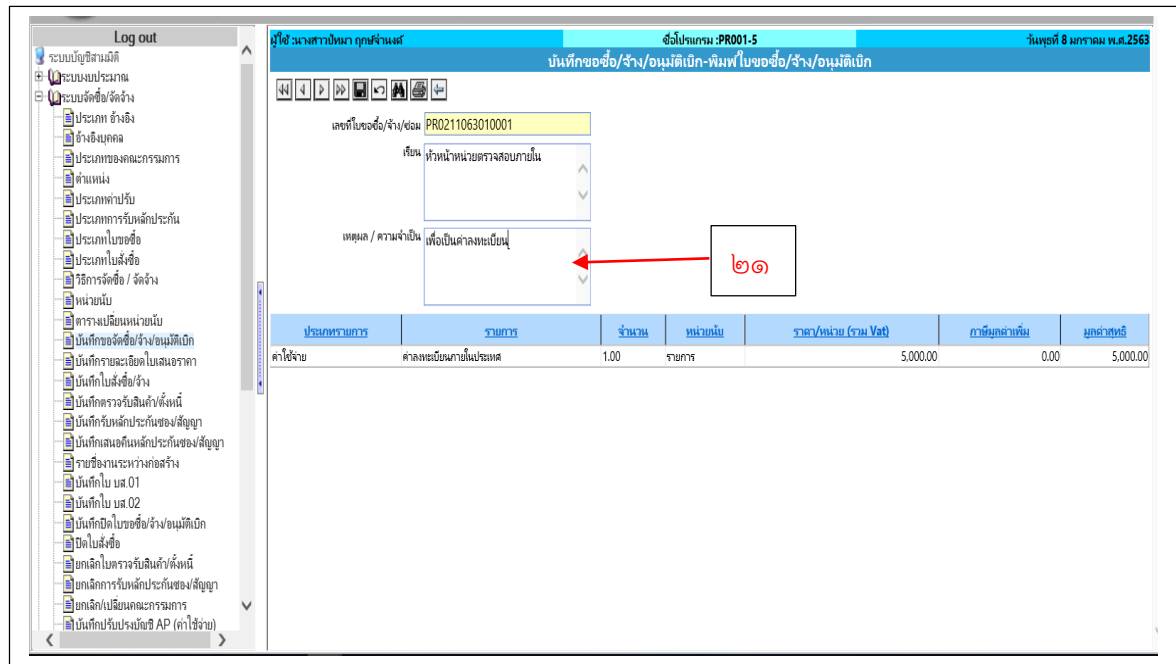 Log out
ระบบบัญชีสามมิติ
ระบบงบประมาณ
ระบบจัดซื้อ/จัดจ้าง
ประเภท อ้างอิง
อ้างอิงบุคคล
ประเภทของคณะกรรมการ
ตำแหน่ง
ประเภทค่าปรับ
ประเภทการรับหลักประกัน
ประเภทใบขอซื้อ
ประเภทใบสั่งซื้อ
วิธีการจัดซื้อ / จัดจ้าง
หน่วยนับ
ตารางเปลี่ยนหน่วยนับ
บันทึกขอจัดซื้อ/จ้าง/อนุมัติเบิก
บันทึกรายละเอียดใบเสนอราคา
บันทึกใบสั่งซื้อ/จ้าง
บันทึกตรวจรับสินค้า/ตั้งหนี้
บันทึกรับหลักประกันซอง/สัญญา
บันทึกเสนอคืนหลักประกันซอง/สัญญา
รายชื่องานระหว่างก่อสร้าง
บันทึกใบ บส.01
บันทึกใบ บส.02
บันทึกปิดใบขอซื้อ/จ้าง/อนุมัติเบิก
ปิดใบสั่งซื้อ
ยกเลิกใบตรวจรับสินค้า/ตั้งหนี้
ยกเลิกการรับหลักประกันซอง/สัญญา
ยกเลิก/เปลี่ยนคณะกรรมการ
บันทึกปรับปรุงบัญชี AP (ค่าใช้จ่าย)
ผู้ใช้ :นางสาวปัทมา ฤกษ์จำนงค์ ชื่อโปรแกรม :PR001-5 วันพุธที่ 8 มกราคม พ.ศ.2563
บันทึกขอซื้อ/จ้าง/อนุมัติเบิก-พิมพ์ใบขอซื้อ/จ้าง/อนุมัติเบิก
เลขที่ใบขอซื้อ/จ้าง/ซ่อม PR0211063010001
เรียน หัวหน้าหน่วยตรวจสอบภายใน
เหตุผล / ความจำเป็น เพื่อเป็นค่าลงทะเบียน
๒๑
ประเภทรายการ รายการ จำนวน หน่วยนับ ราคา/หน่วย (รวม Vat) ภาษีมูลค่าเพิ่ม มูลค่าสุทธิ
ค่าใช้จ่าย ค่าลงทะเบียนภายในประเทศ 1.00 รายการ 5,000.00 0.00 5,000.00